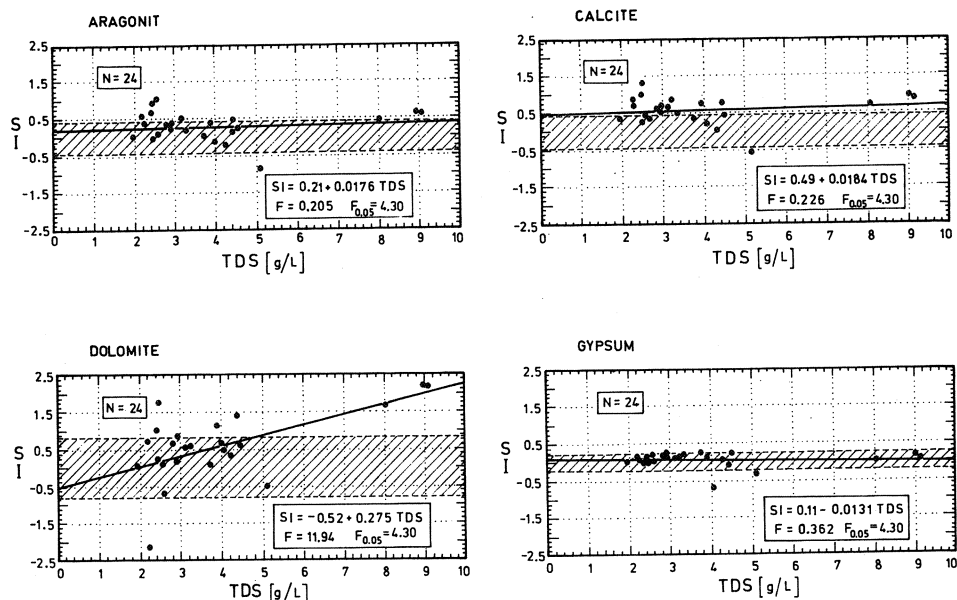 ARAGONIT
2.5
1.5
0.5
S
I
-0.5
-1.5
-2.5
N = 24
SI = 0.21 + 0.0176 TDS
F = 0.205 F0.05 = 4.30
0 1 2 3 4 5 6 7 8 9 10
TDS [g/L]
CALCITE
2.5
1.5
0.5
S
I
-0.5
-1.5
-2.5
N = 24
SI = 0.49 + 0.0184 TDS
F = 0.226 F0.05 = 4.30
0 1 2 3 4 5 6 7 8 9 10
TDS [g/L]
DOLOMITE
2.5
1.5
0.5
S
I
-0.5
-1.5
-2.5
N = 24
SI = -0.52 + 0.275 TDS
F = 11.94 F0.05 = 4.30
0 1 2 3 4 5 6 7 8 9 10
TDS [g/L]
GYPSUM
2.5
1.5
0.5
S
I
-0.5
-1.5
-2.5
N = 24
SI = 0.11 - 0.0131 TDS
F = 0.362 F0.05 = 4.30
0 1 2 3 4 5 6 7 8 9 10
TDS [g/L]